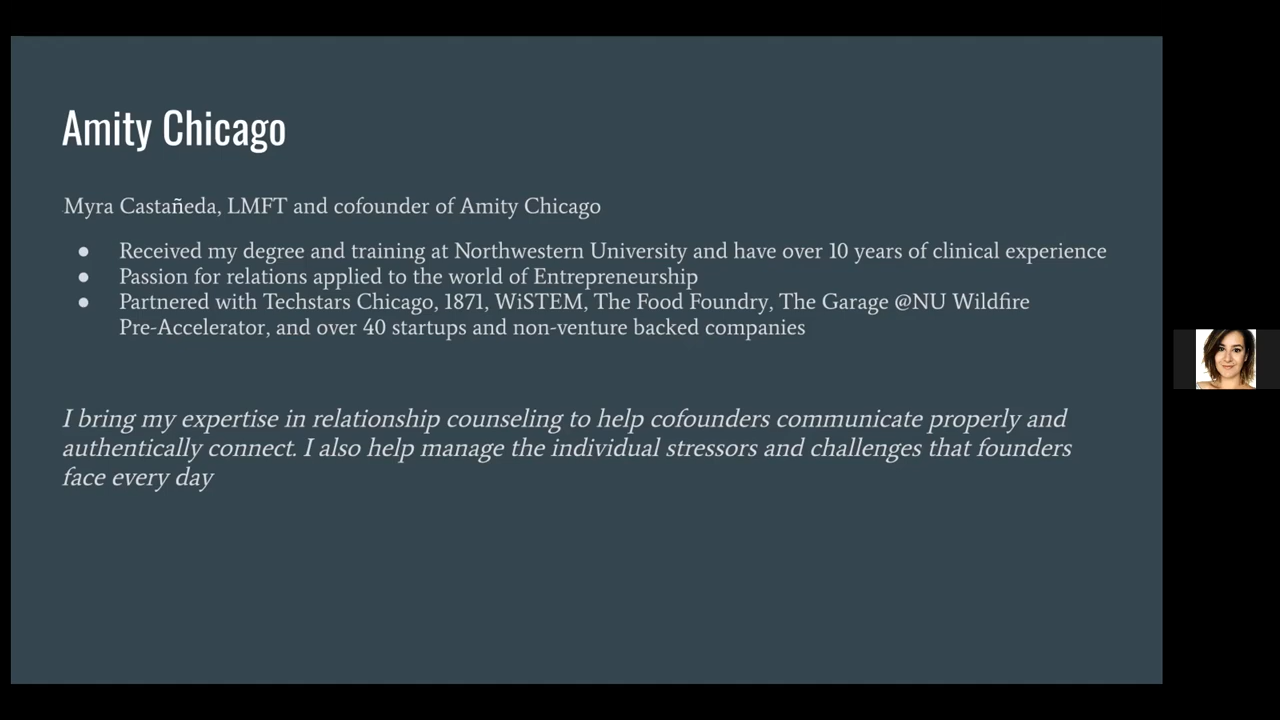 Amity Chicago
Myra Castañeda, LMFT and cofounder of Amity Chicago
● Received my degree and training at Northwestern University and have over 10 years of clinical experience
● Passion for relations applied to the world of Entrepreneurship
● Partnered with Techstars Chicago, 1871, WiSTEM, The Food Foundry, The Garage @NU Wildfire
Pre-Accelerator, and over 40 startups and non-venture backed companies
I bring my expertise in relationship counseling to help cofounders communicate properly and
authentically connect. I also help manage the individual stressors and challenges that founders
face every day